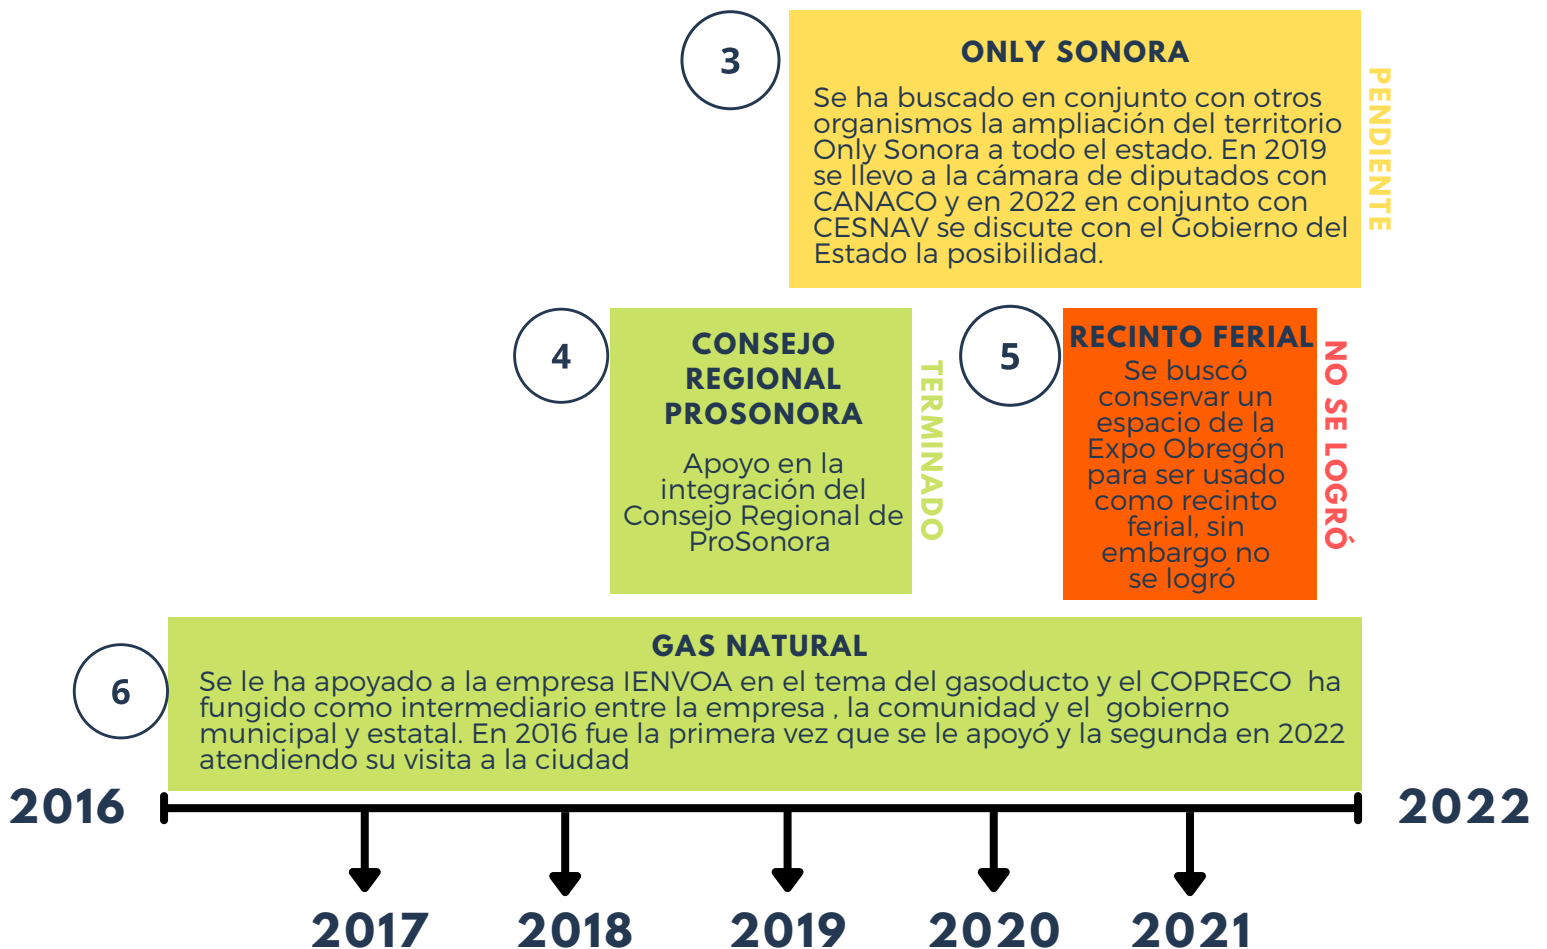 3
ONLY SONORA
Se ha buscado en conjunto con otros
organismos la ampliación del territorio
Only Sonora a todo el estado. En 2019
se llevo a la cámara de diputados con
CANACO y en 2022 en conjunto con
CESNAV se discute con el Gobierno del
Estado la posibilidad.
PENDIENTE
4
CONSEJO
REGIONAL
PROSONORA
Apoyo en la
integración del
Consejo Regional de
ProSonora
TERMINADO
5
RECINTO FERIAL
Se buscó
conservar un
espacio de la
Expo Obregón
para ser usado
como recinto
ferial, sin
embargo no
se logró
NO SE LOGRÓ
6
GAS NATURAL
Se le ha apoyado a la empresa IENVOA en el tema del gasoducto y el COPRECO  ha
fungido como intermediario entre la empresa , la comunidad y el  gobierno
municipal y estatal. En 2016 fue la primera vez que se le apoyó y la segunda en 2022
atendiendo su visita a la ciudad
2016
2022
2017
2018
2019
2020
2021